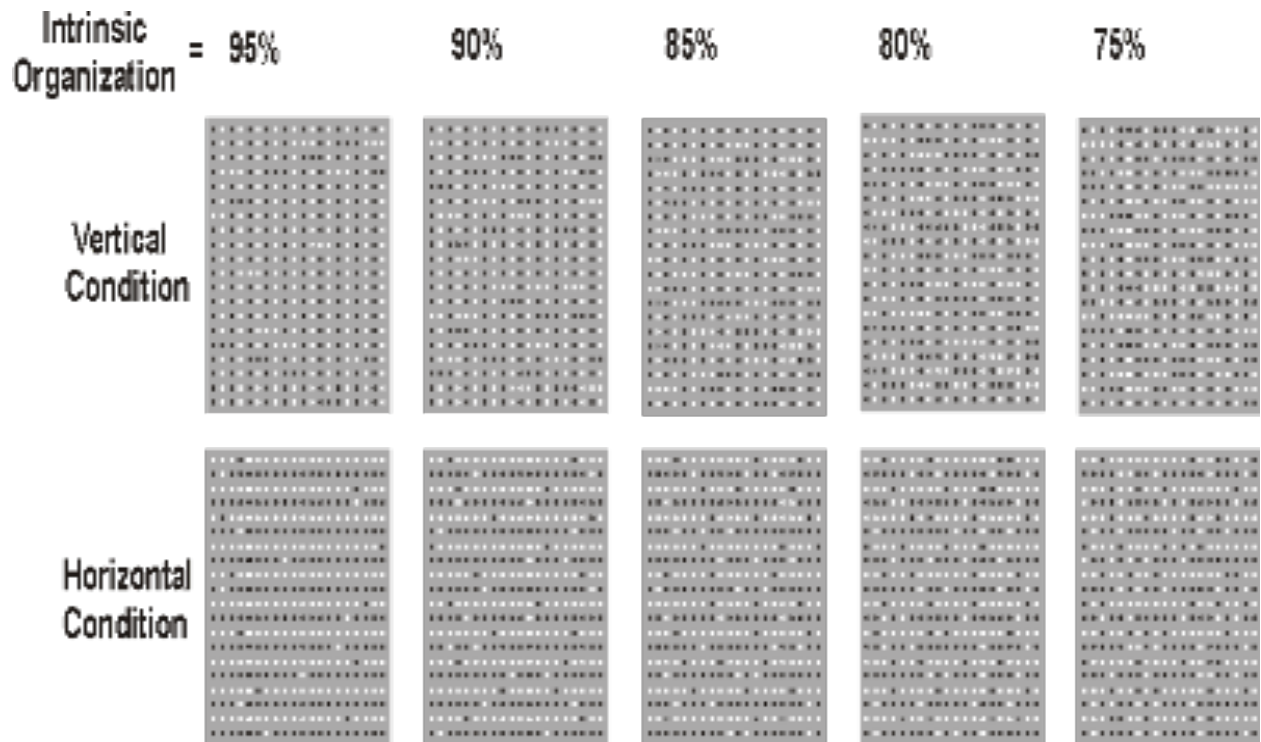 Intrinsic
Organization = 95% 90% 85% 80% 75%
Vertical
Condition
Horizontal
Condition